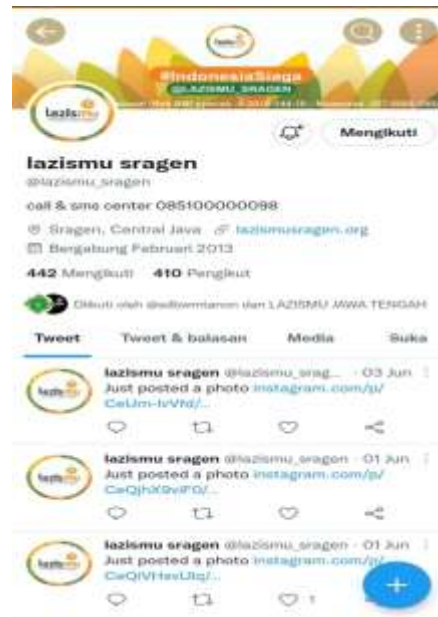 lazismu
#IndonesiaSiaga
@LAZISMU_SRAGEN
lazismu
Mengikuti
lazismu sragen
@lazismu_sragen
call & sms center 085100000098
Sragen, Central Java lazismusragen.org
Bergabung Februari 2013
442 Mengikuti 410 Pengikut
Diikuti oleh dan LAZISMU JAWA TENGAH
Tweet Tweet & balasan Media Suka
lazismu sragen @lazismu_srag... · 03 Jun
Just posted a photo instagram.com/p/
lazismu sragen @lazismu_sragen · 01 Jun
Just posted a photo instagram.com/p/
lazismu sragen @lazismu_sragen · 01 Jun
Just posted a photo instagram.com/p/
1